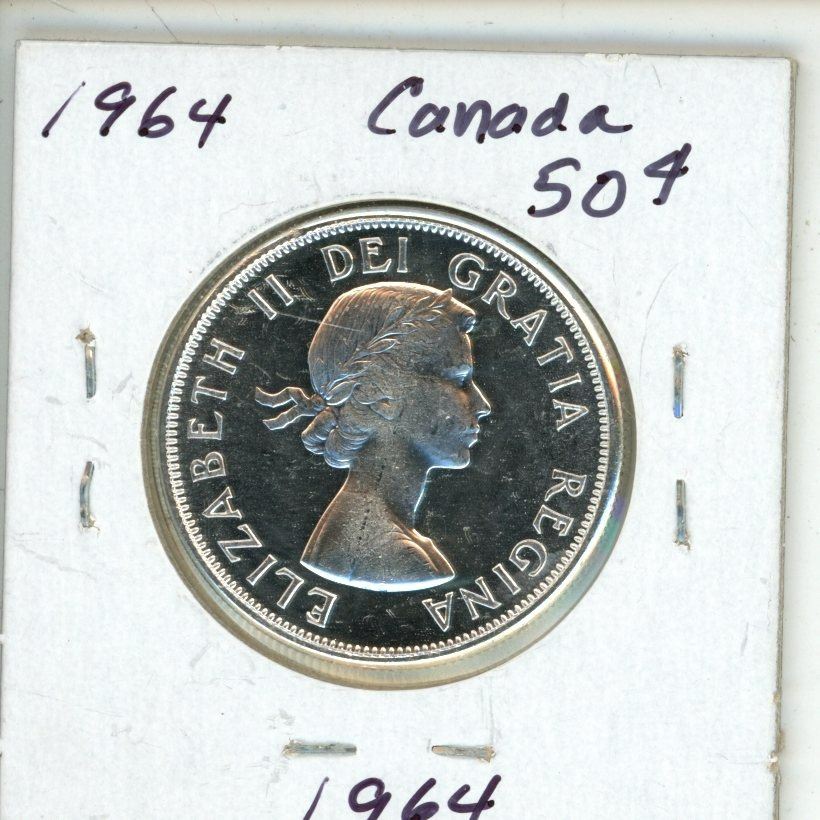 1964 Canada
50¢
ELIZABETH II DEI GRATIA REGINA
1964